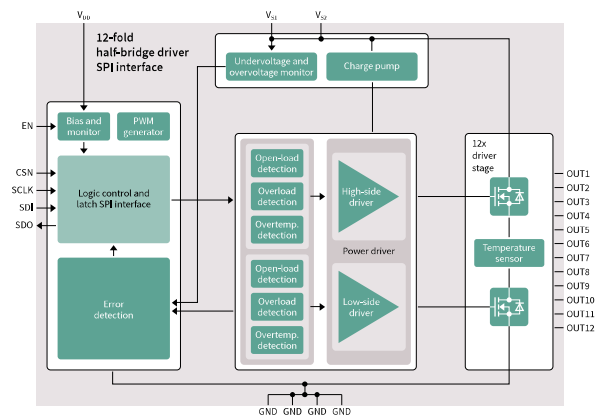 V_DD
V_S1
V_S2
12-fold
half-bridge driver
SPI interface
Undervoltage and
overvoltage monitor
Charge pump
EN
Bias and
monitor
PWM
generator
CSN
SCLK
SDI
SDO
Logic control and
latch SPI interface
Error
detection
Open-load
detection
Overload
detection
Overtemp.
detection
High-side
driver
Power driver
Open-load
detection
Overload
detection
Overtemp.
detection
Low-side
driver
12x
driver
stage
Temperature
sensor
OUT1
OUT2
OUT3
OUT4
OUT5
OUT6
OUT7
OUT8
OUT9
OUT10
OUT11
OUT12
GND GND GND GND